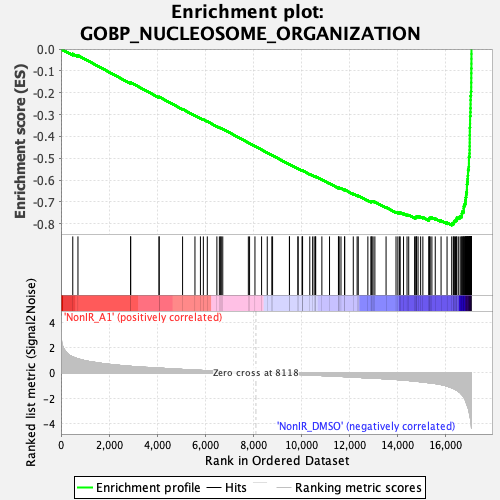 Enrichment plot:
GOBP_NUCLEOSOME_ORGANIZATION
Enrichment score (ES)
0.0
-0.1
-0.2
-0.3
-0.4
-0.5
-0.6
-0.7
-0.8
Ranked list metric (Signal2Noise)
'NonIR_A1' (positively correlated)
4
2
0
-2
-4
Zero cross at 8118
'NonIR_DMSO' (negatively correlated)
0 2,000 4,000 6,000 8,000 10,000 12,000 14,000 16,000
Rank in Ordered Dataset
Enrichment profile Hits Ranking metric scores